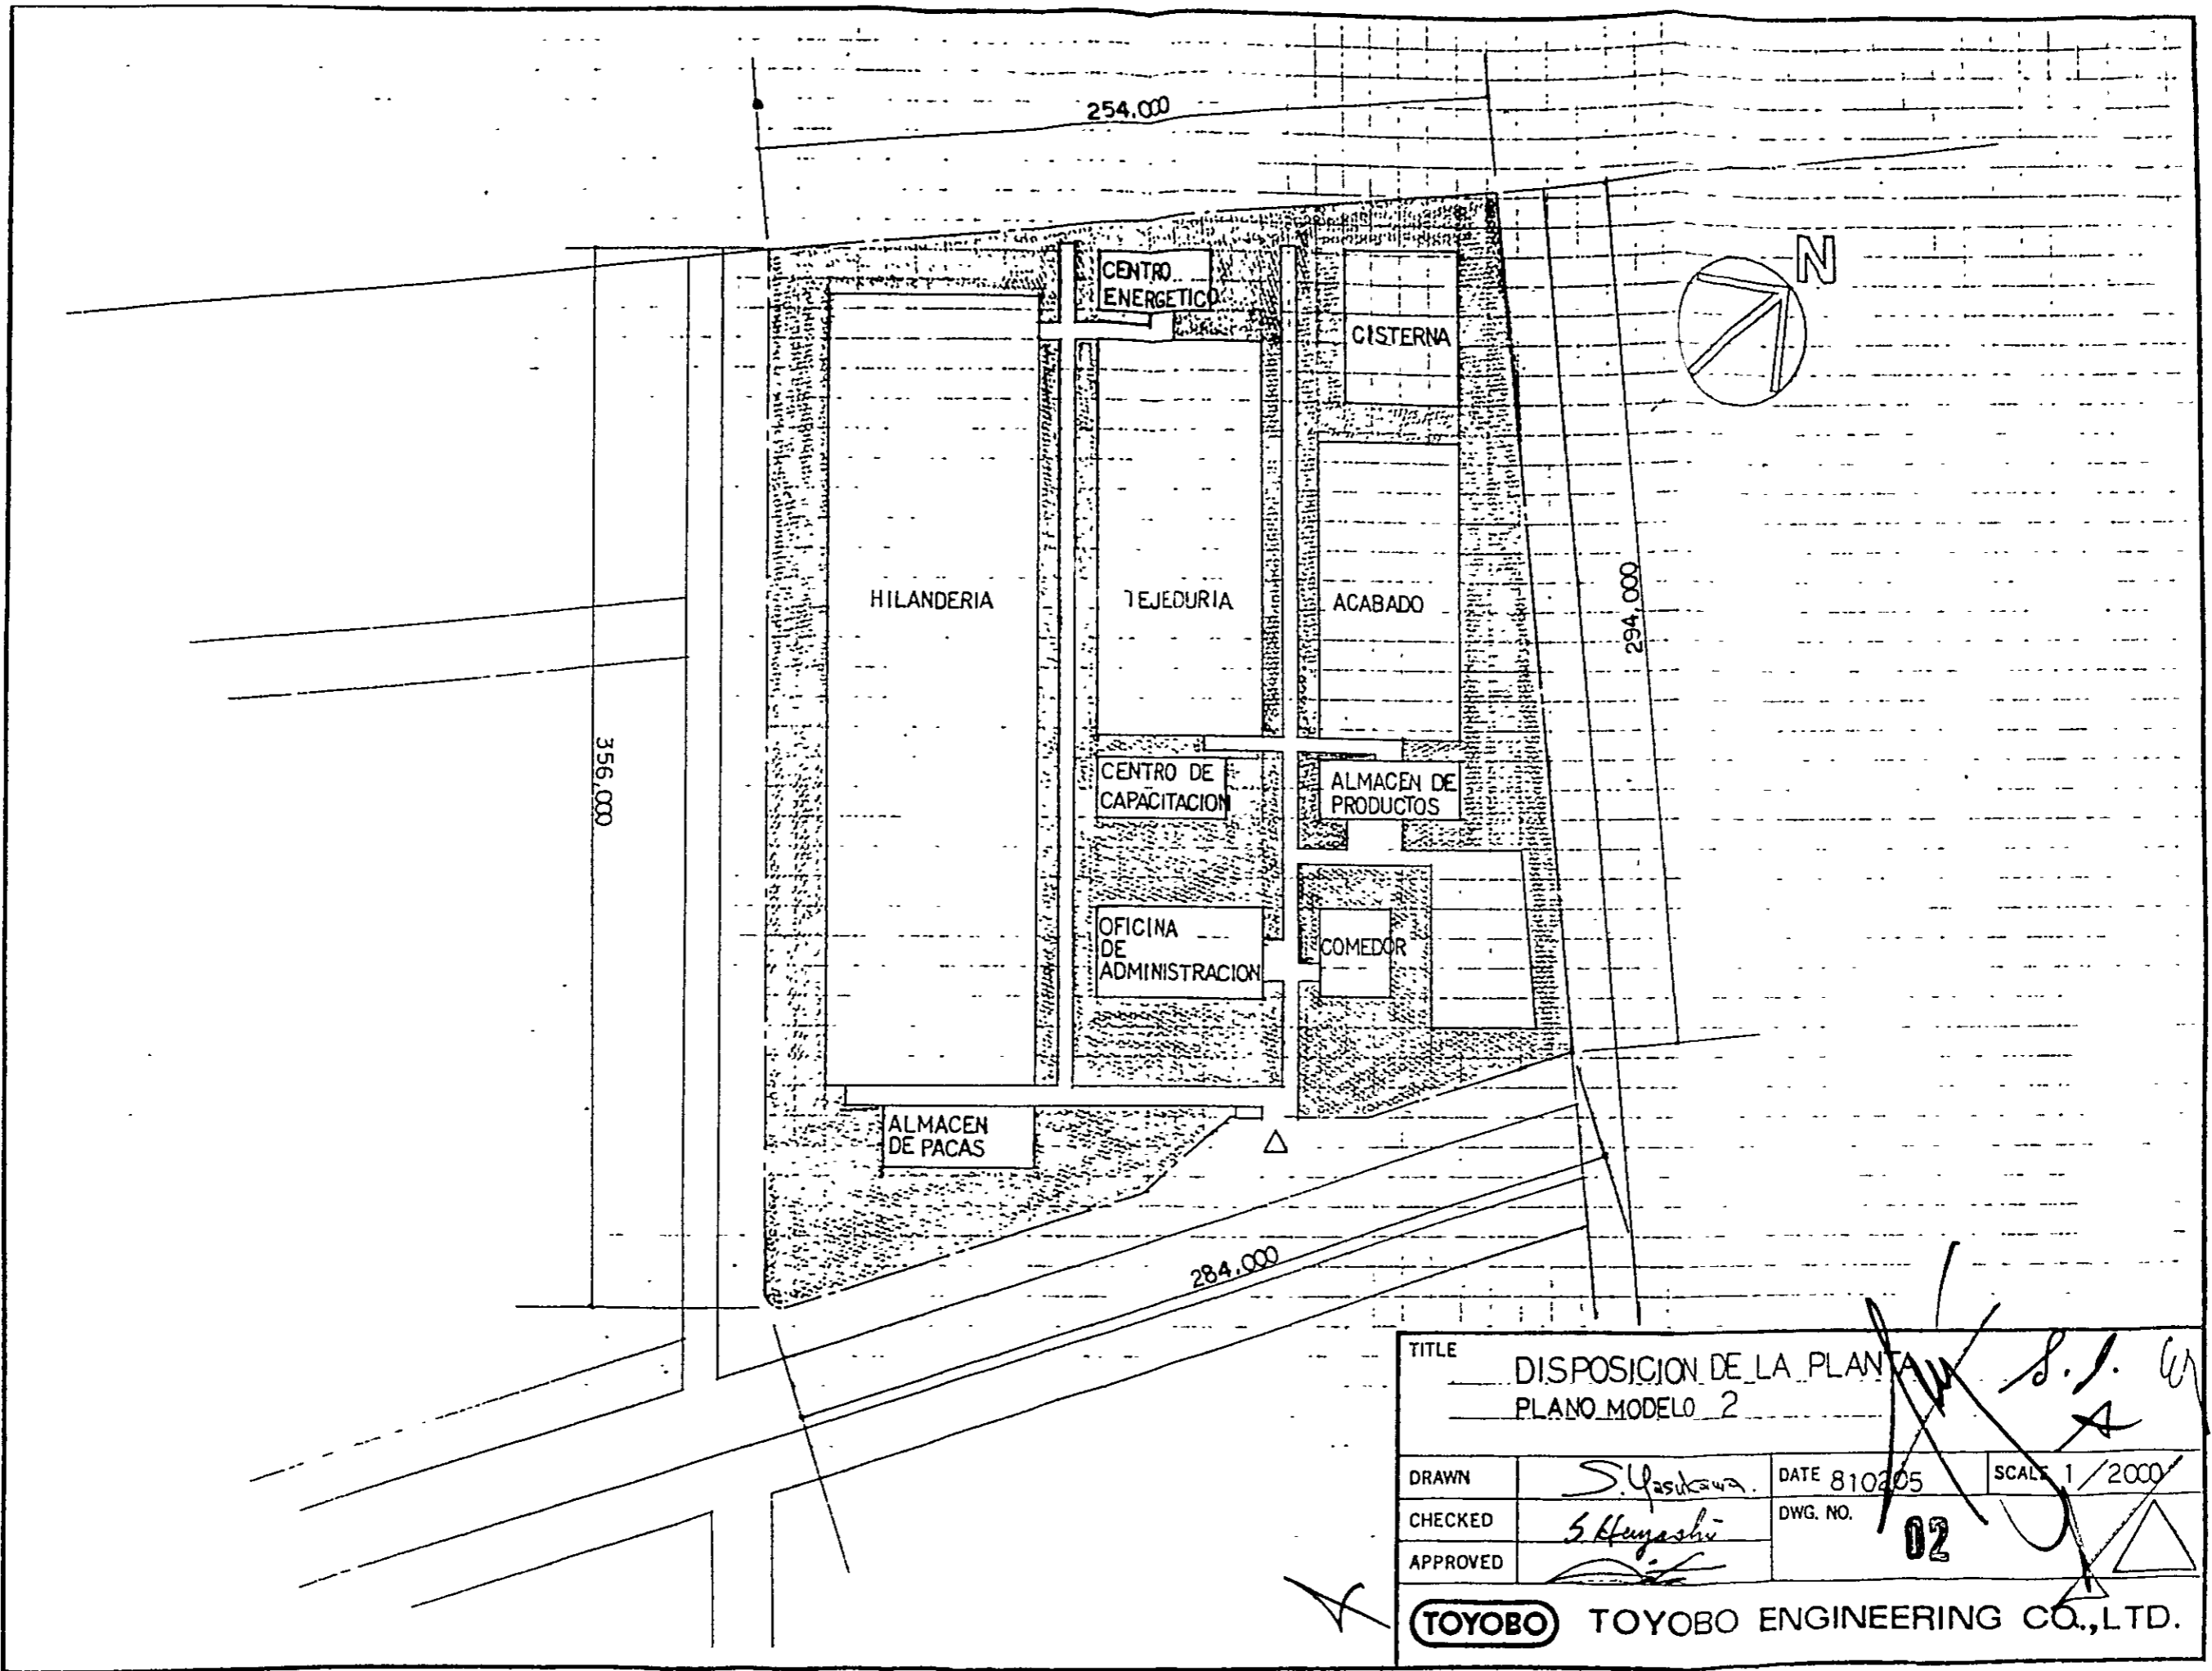 254.000
N
CENTRO
ENERGETICO
CISTERNA
HILANDERIA
TEJEDURIA
ACABADO
294,000
356,000
CENTRO DE
CAPACITACION
ALMACEN DE
PRODUCTOS
OFICINA
DE
ADMINISTRACION
COMEDOR
ALMACEN
DE PACAS
284.000
TITLE
DISPOSICION DE LA PLANTA
PLANO MODELO 2
DRAWN S. Yasukawa. DATE 810205 SCALE 1/2000
CHECKED S. Hayashi DWG. NO. 02
APPROVED
TOYOBO TOYOBO ENGINEERING CO.,LTD.